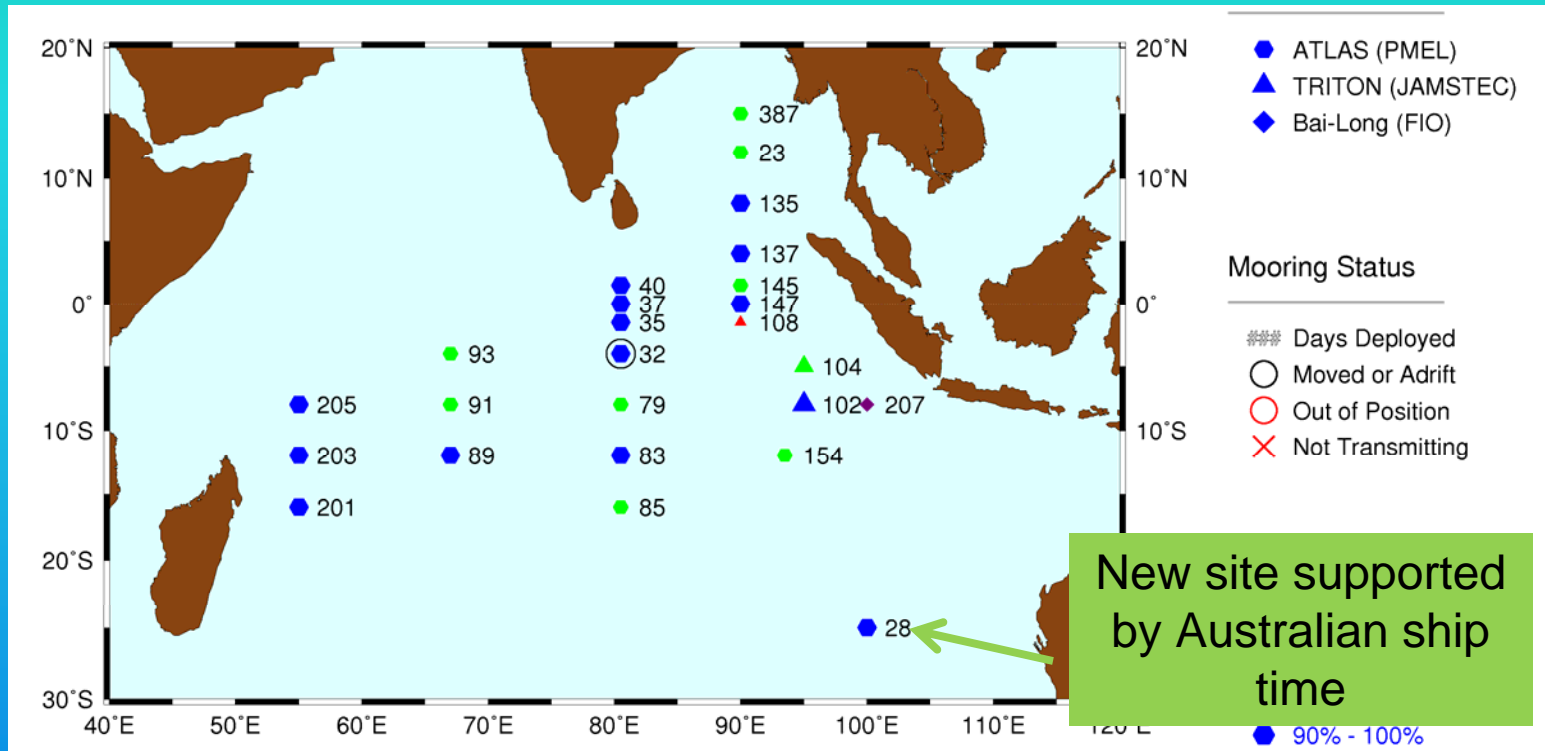 20°N
20°N
ATLAS (PMEL)
TRITON (JAMSTEC)
Bai-Long (FIO)
387
23
10°N
10°N
135
137
Mooring Status
40
145
0°
37
147
0°
35
108
### Days Deployed
93
32
104
Moved or Adrift
205
91
79
102
207
Out of Position
10°S
10°S
203
89
83
154
Not Transmitting
201
85
20°S
New site supported
by Australian ship
time
28
30°S
40°E 50°E 60°E 70°E 80°E 90°E 100°E 110°E 120°E
90% - 100%